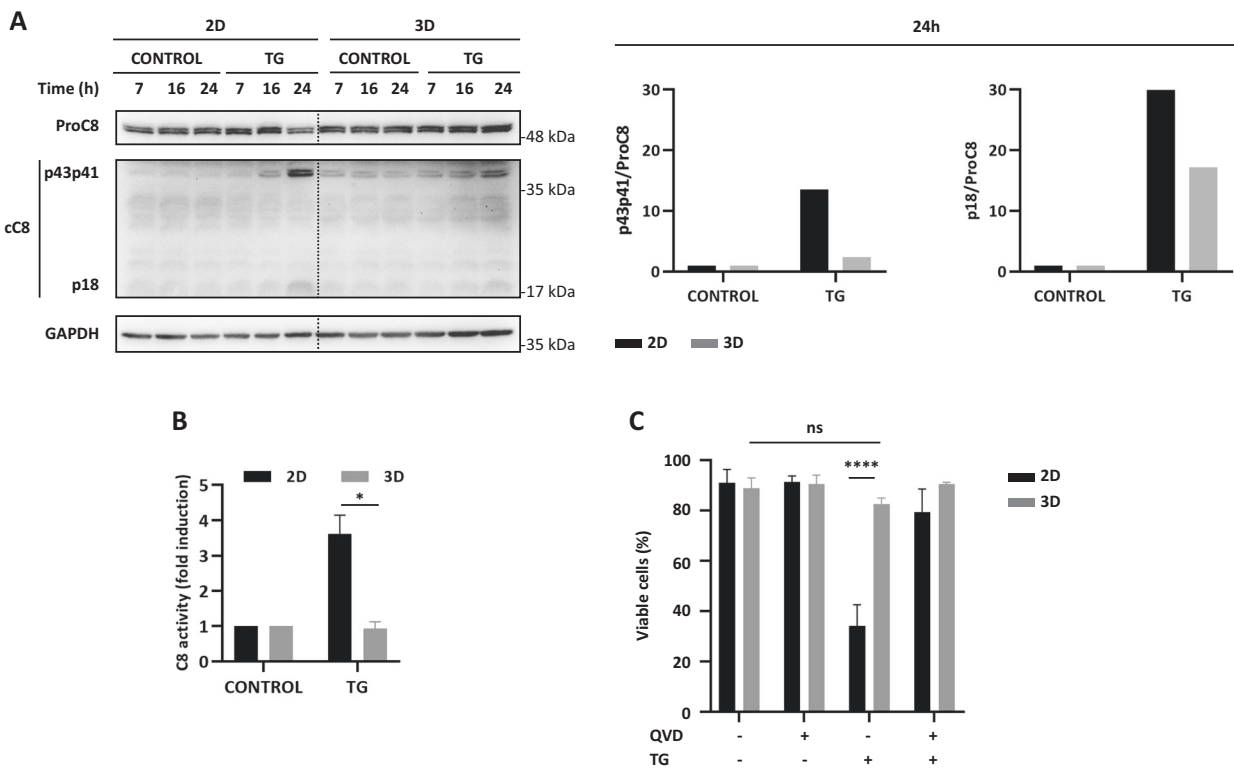 A
2D 3D
CONTROL TG CONTROL TG
Time (h) 7 16 24 7 16 24 7 16 24 7 16 24
ProC8
-48 kDa
p43p41
-35 kDa
cC8
p18
-17 kDa
GAPDH
-35 kDa
24h
p43p41/ProC8
30
20
10
0
CONTROL TG
p18/ProC8
30
20
10
0
CONTROL TG
2D 3D
B
2D 3D
C8 activity (fold induction)
5
4
3
2
1
0
*
CONTROL TG
C
ns
****
2D
3D
Viable cells (%)
100
80
60
40
20
0
QVD - + - +
TG - - + +